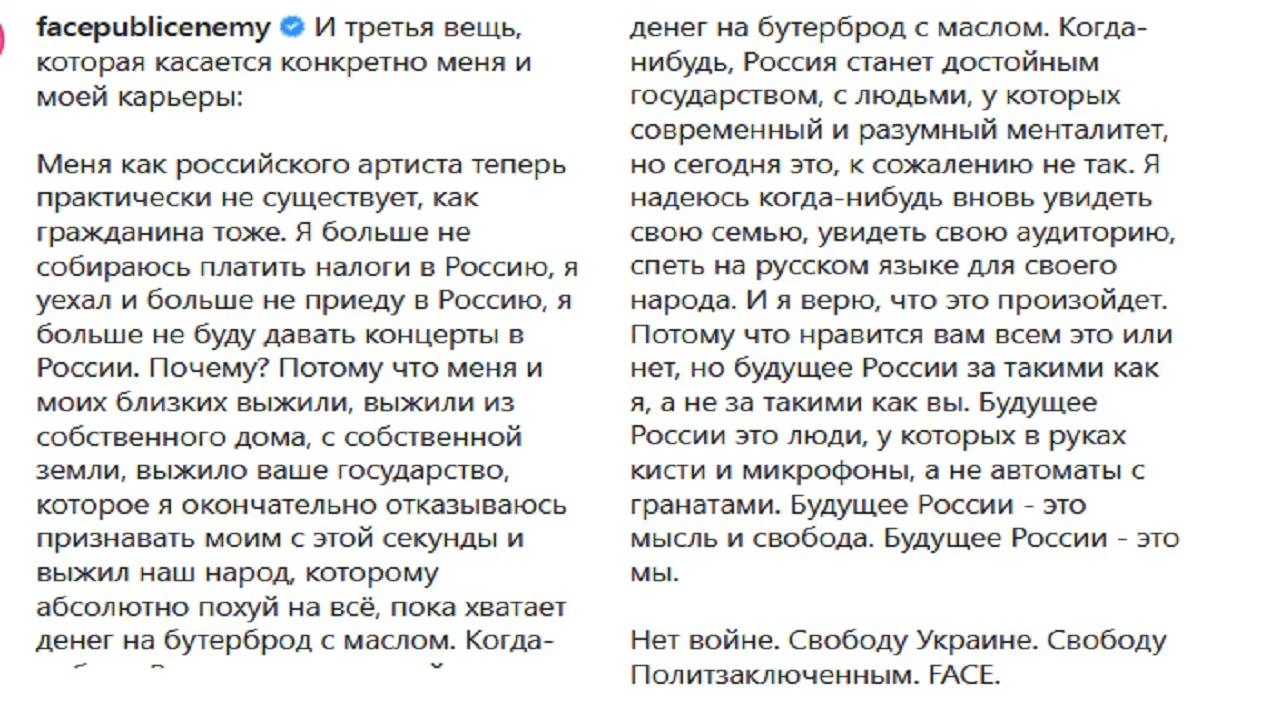 facepublicenemy И третья вещь,
которая касается конкретно меня и
моей карьеры:
Меня как российского артиста теперь
практически не существует, как
гражданина тоже. Я больше не
собираюсь платить налоги в Россию, я
уехал и больше не приеду в Россию, я
больше не буду давать концерты в
России. Почему? Потому что меня и
моих близких выжили, выжили из
собственного дома, с собственной
земли, выжило ваше государство,
которое я окончательно отказываюсь
признавать моим с этой секунды и
выжил наш народ, которому
абсолютно похуй на всё, пока хватает
денег на бутерброд с маслом. Когда-
денег на бутерброд с маслом. Когда-
нибудь, Россия станет достойным
государством, с людьми, у которых
современный и разумный менталитет,
но сегодня это, к сожалению не так. Я
надеюсь когда-нибудь вновь увидеть
свою семью, увидеть свою аудиторию,
спеть на русском языке для своего
народа. И я верю, что это произойдет.
Потому что нравится вам всем это или
нет, но будущее России за такими как
я, а не за такими как вы. Будущее
России это люди, у которых в руках
кисти и микрофоны, а не автоматы с
гранатами. Будущее России - это
мысль и свобода. Будущее России - это
мы.
Нет войне. Свободу Украине. Свободу
Политзаключенным. FACE.